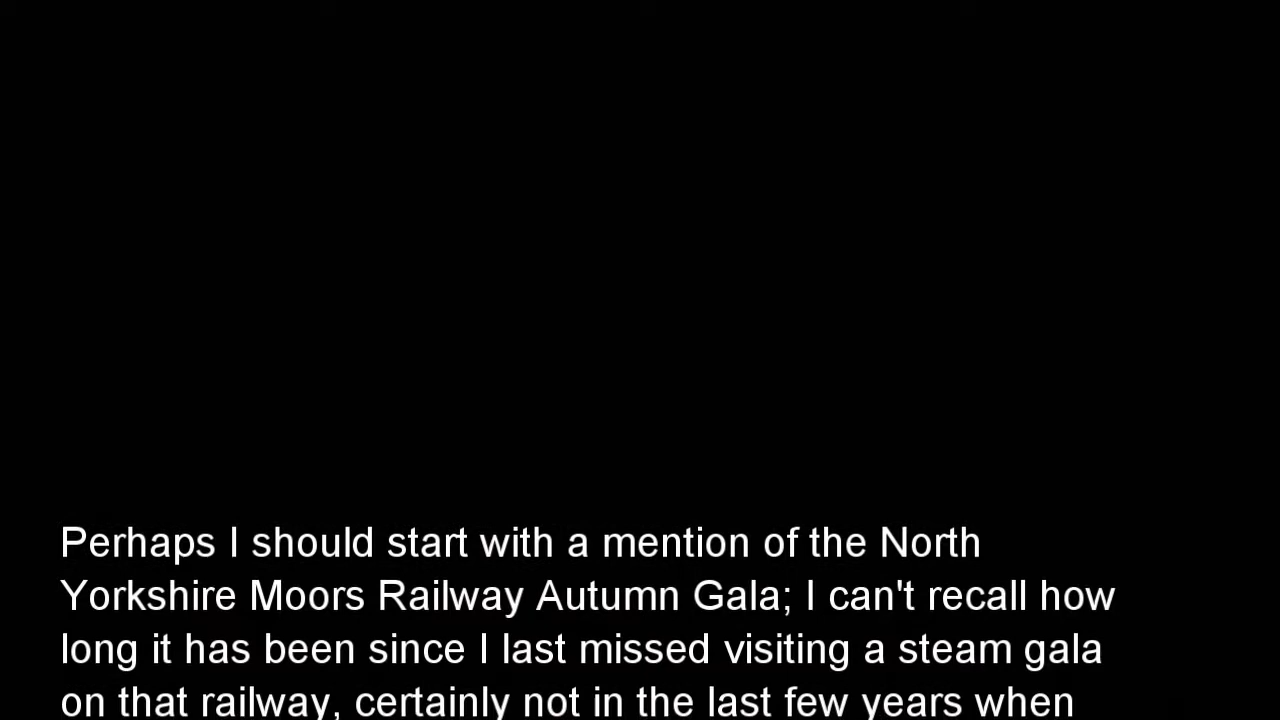 Perhaps I should start with a mention of the North
Yorkshire Moors Railway Autumn Gala; I can't recall how
long it has been since I last missed visiting a steam gala
on that railway, certainly not in the last few years when